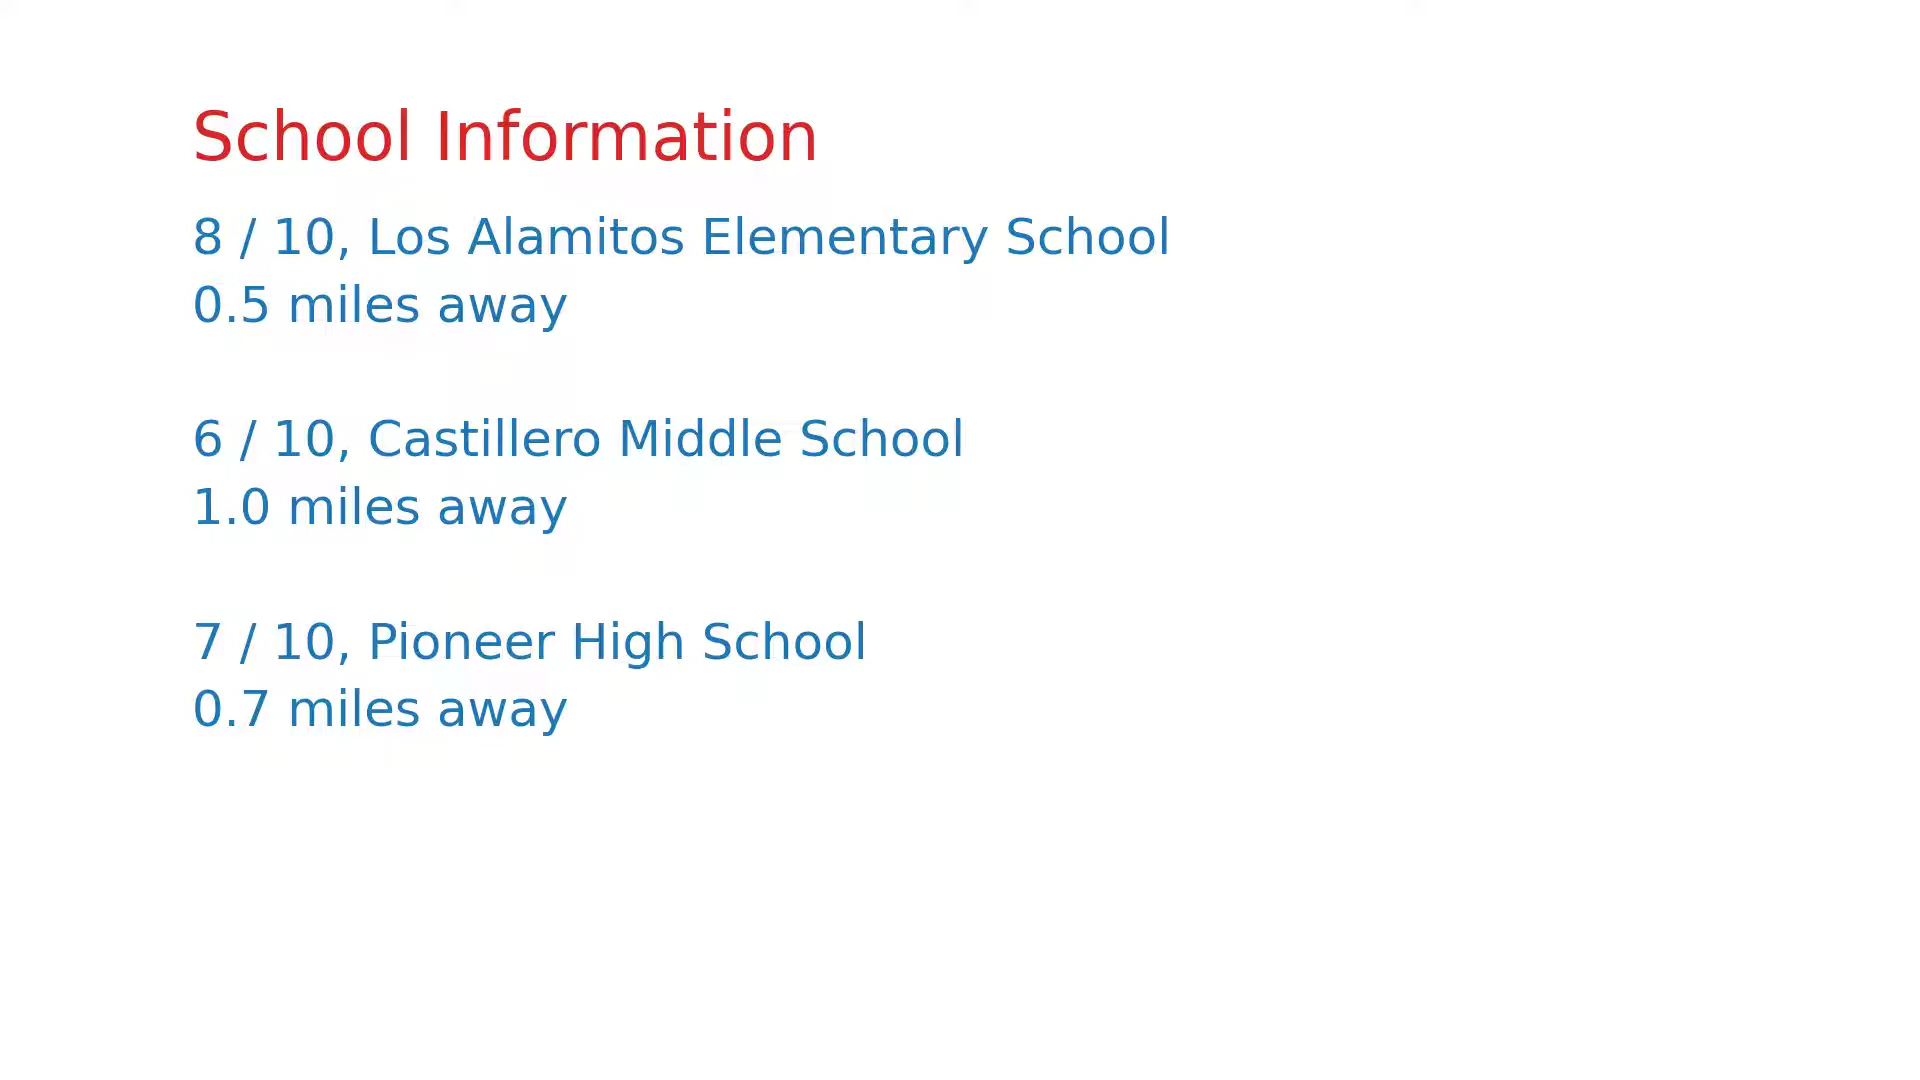 School Information
8 / 10, Los Alamitos Elementary School
0.5 miles away
6 / 10, Castillero Middle School
1.0 miles away
7 / 10, Pioneer High School
0.7 miles away